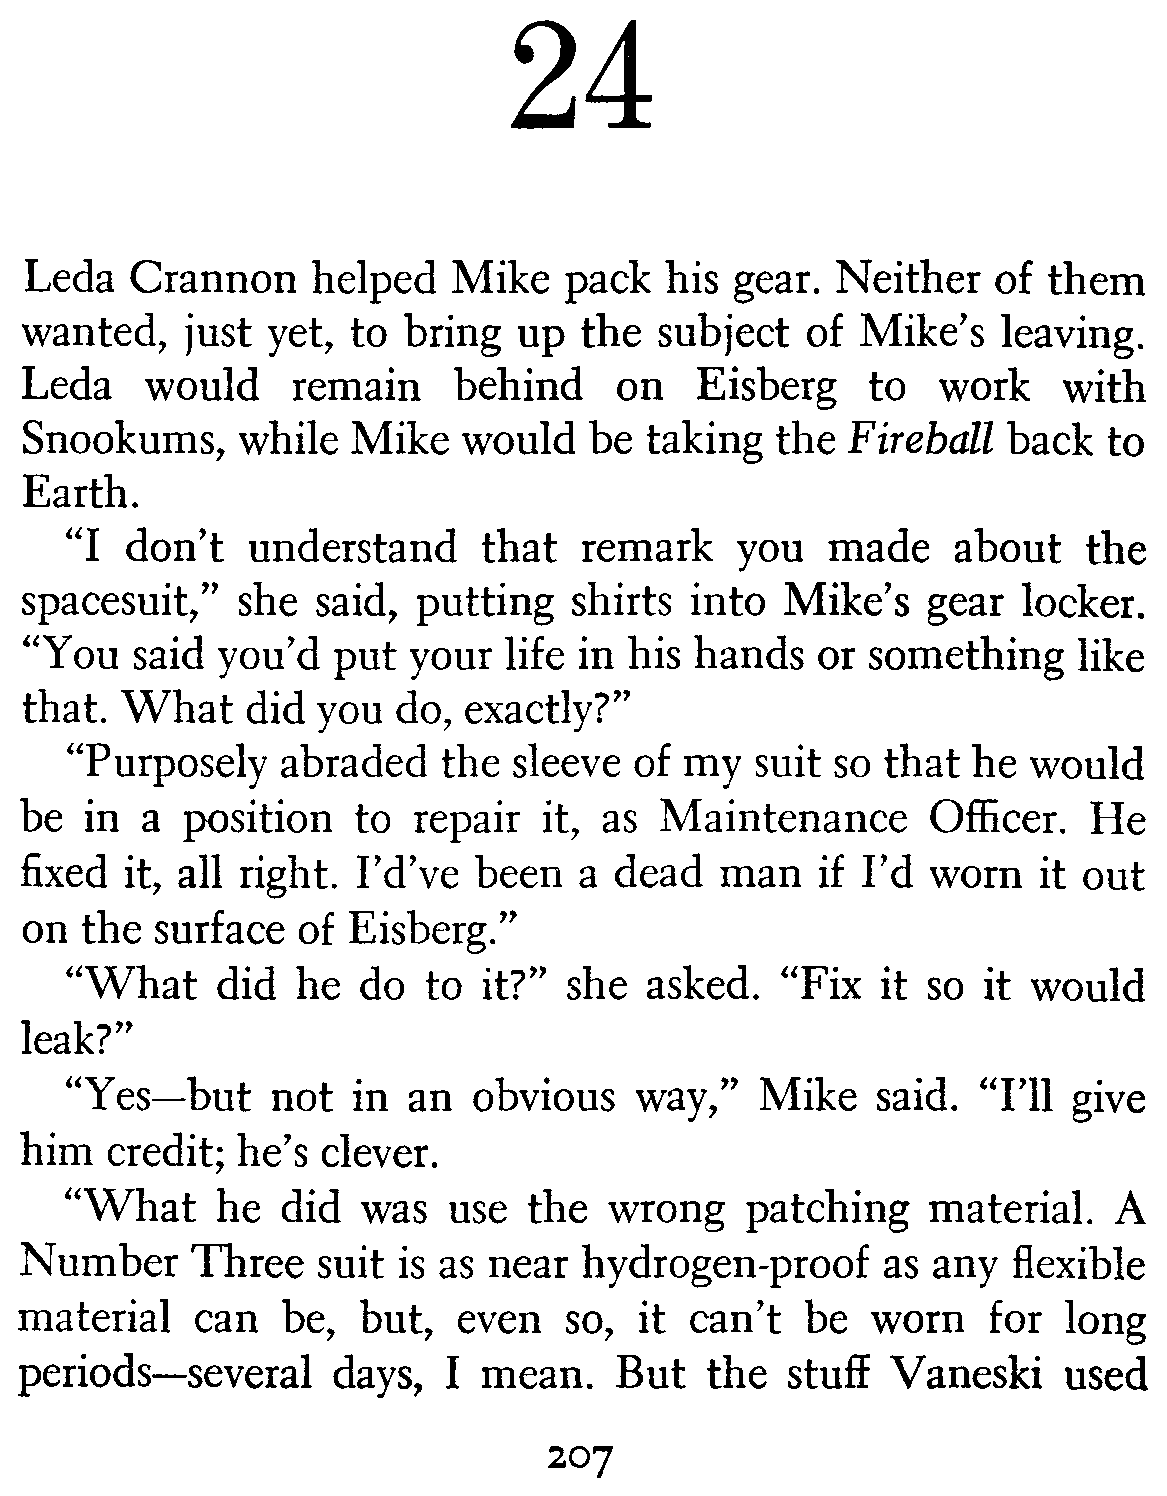 24
Leda Crannon helped Mike pack his gear. Neither of them
wanted, just yet, to bring up the subject of Mike’s leaving.
Leda would remain behind on Eisberg to work with
Snookums, while Mike would be taking the Fireball back to
Earth.
“I don’t understand that remark you made about the
spacesuit,” she said, putting shirts into Mike’s gear locker.
“You said you’d put your life in his hands or something like
that. What did you do, exactly?”
“Purposely abraded the sleeve of my suit so that he would
be in a position to repair it, as Maintenance Officer. He
fixed it, all right. I’d’ve been a dead man if I’d worn it out
on the surface of Eisberg.”
“What did he do to it?” she asked. “Fix it so it would
leak?”
“Yes—but not in an obvious way,” Mike said. “I’ll give
him credit; he’s clever.
“What he did was use the wrong patching material. A
Number Three suit is as near hydrogen-proof as any flexible
material can be, but, even so, it can’t be worn for long
periods—several days, I mean. But the stuff Vaneski used
207